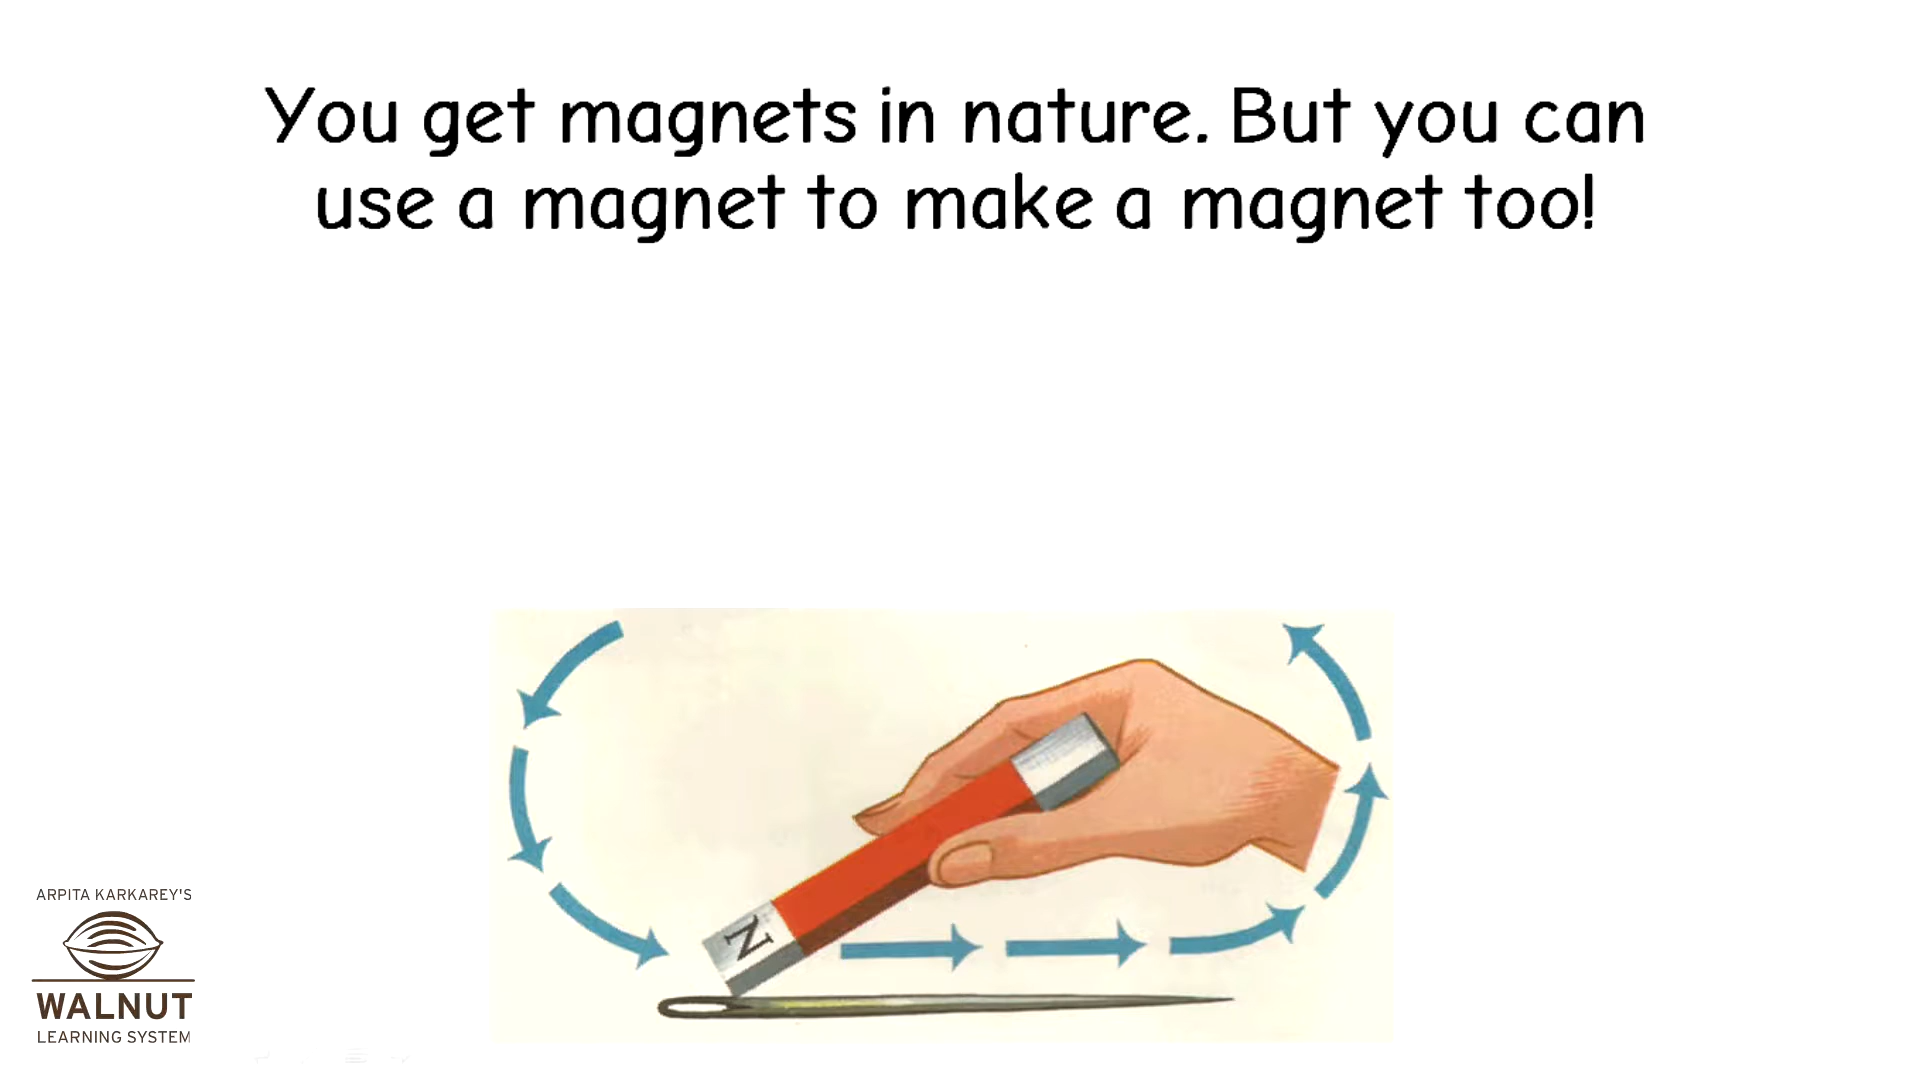 You get magnets in nature. But you can
use a magnet to make a magnet too!
N
ARPITA KARKAREY'S
WALNUT
LEARNING SYSTEM